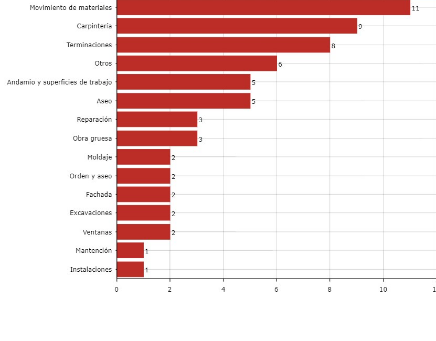 Movimiento de materiales 11
Carpintería 9
Terminaciones 8
Otros 6
Andamio y superficies de trabajo 5
Aseo 5
Reparación 3
Obra gruesa 3
Moldaje 2
Orden y aseo 2
Fachada 2
Excavaciones 2
Ventanas 2
Mantención 1
Instalaciones 1
0 2 4 6 8 10